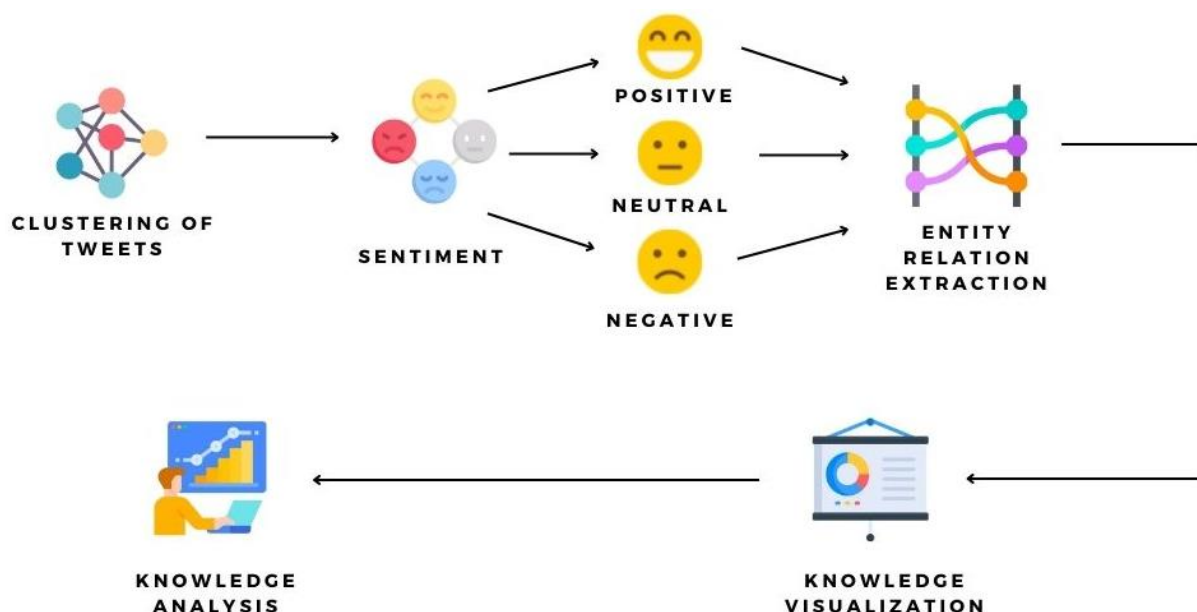 CLUSTERING OF
TWEETS
SENTIMENT
POSITIVE
NEUTRAL
NEGATIVE
ENTITY
RELATION
EXTRACTION
KNOWLEDGE
VISUALIZATION
KNOWLEDGE
ANALYSIS